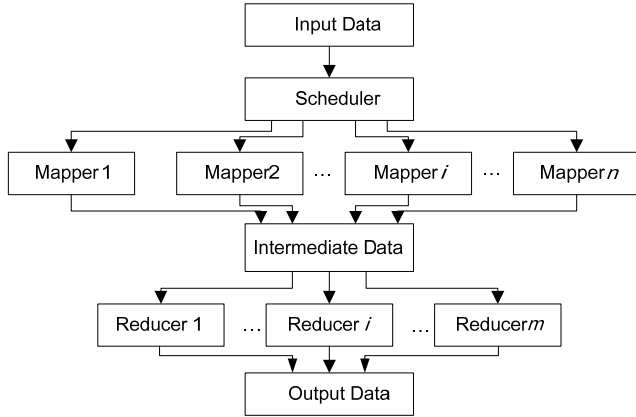 Input Data
Scheduler
Mapper 1
Mapper2
...
Mapper i
...
Mapper n
Intermediate Data
Reducer 1
...
Reducer i
...
Reducer m
Output Data